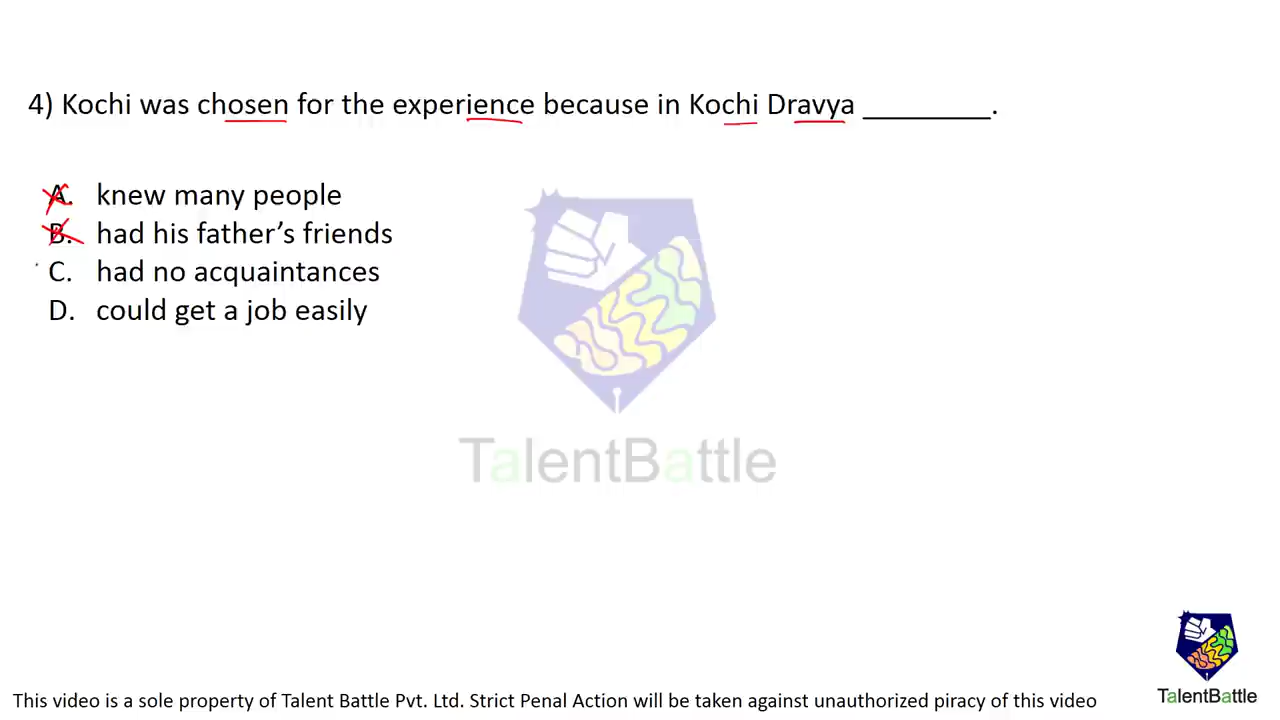 4) Kochi was chosen for the experience because in Kochi Dravya ________.
A. knew many people
B. had his father’s friends
C. had no acquaintances
D. could get a job easily
TalentBattle
TalentBattle
This video is a sole property of Talent Battle Pvt. Ltd. Strict Penal Action will be taken against unauthorized piracy of this video